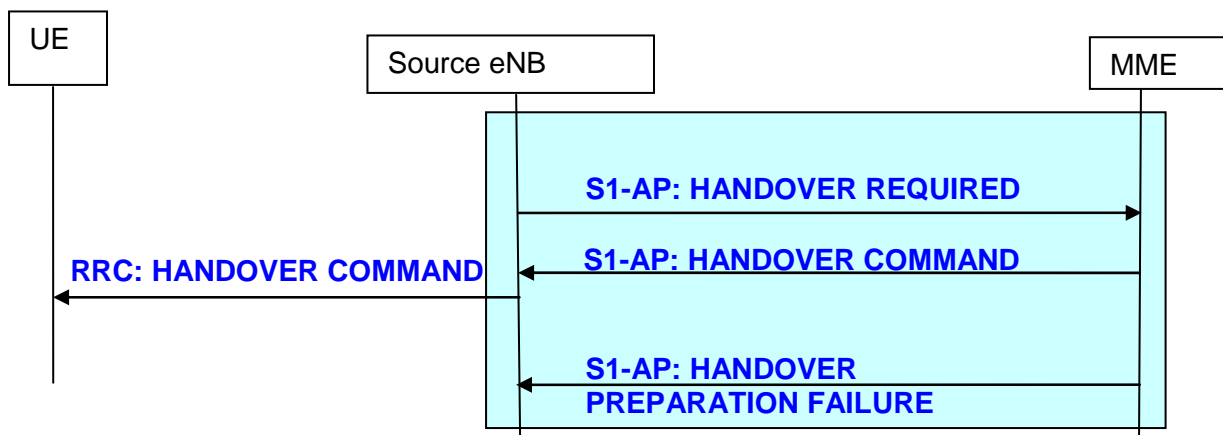 UE
Source eNB
MME
S1-AP: HANDOVER REQUIRED
RRC: HANDOVER COMMAND
S1-AP: HANDOVER COMMAND
S1-AP: HANDOVER
PREPARATION FAILURE